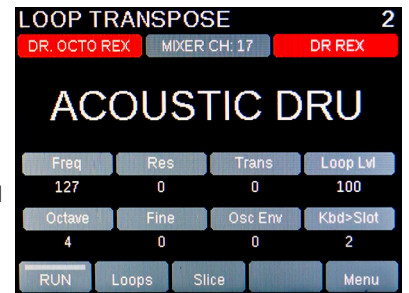 LOOP TRANSPOSE 2
DR. OCTO REX MIXER CH: 17 DR REX
ACOUSTIC DRU
Freq Res Trans Loop Lvl
127 0 0 100
Octave Fine Osc Env Kbd>Slot
4 0 0 2
RUN Loops Slice Menu